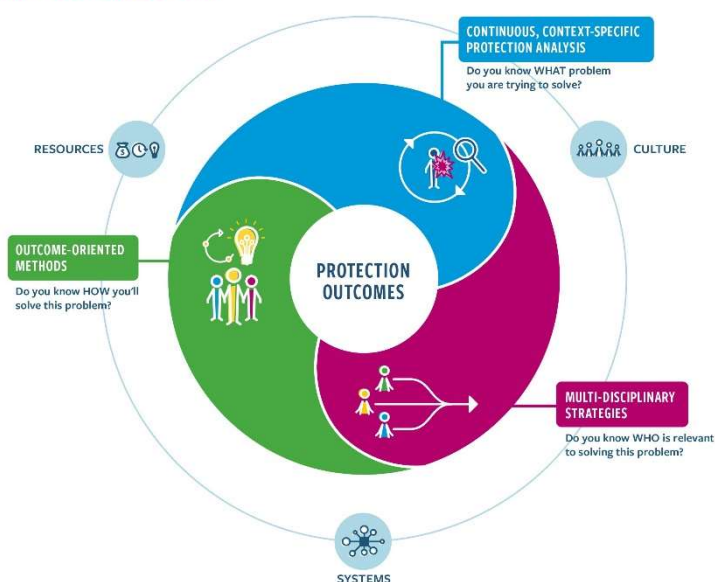 CONTINUOUS, CONTEXT-SPECIFIC
PROTECTION ANALYSIS
Do you know WHAT problem
you are trying to solve?
RESOURCES
CULTURE
OUTCOME-ORIENTED
METHODS
Do you know HOW you'll
solve this problem?
PROTECTION
OUTCOMES
MULTI-DISCIPLINARY
STRATEGIES
Do you know WHO is relevant
to solving this problem?
SYSTEMS